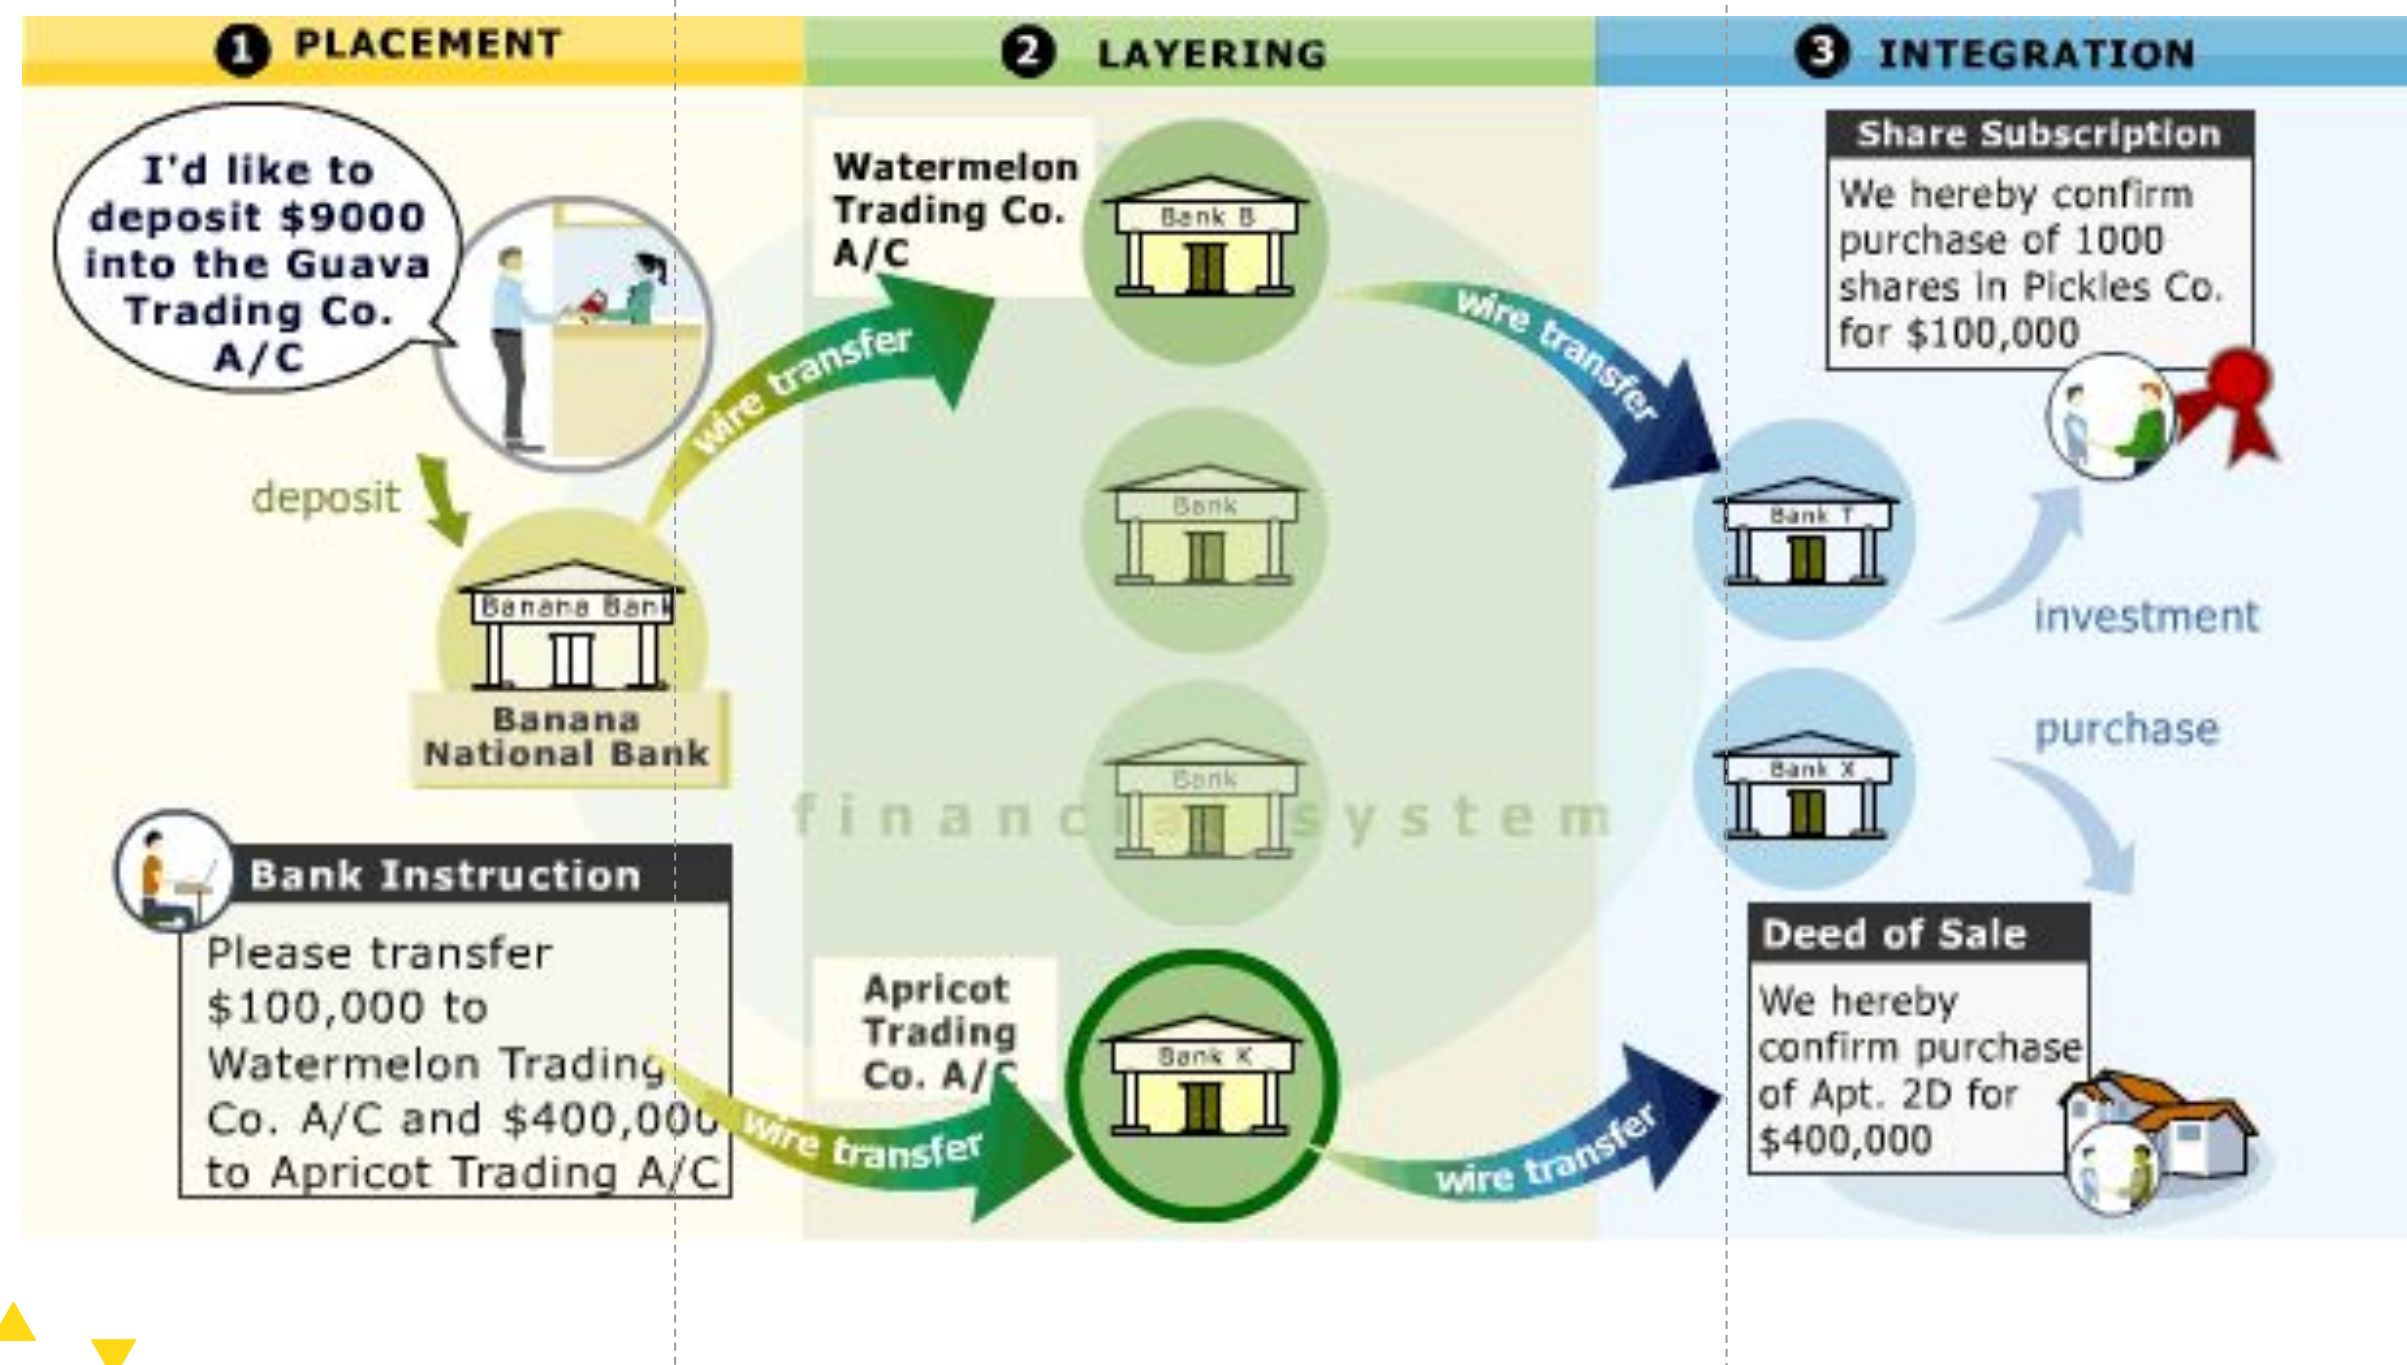 1 PLACEMENT
2 LAYERING
3 INTEGRATION
I'd like to
deposit $9000
into the Guava
Trading Co.
A/C
deposit
Banana Bank
Banana
National Bank
Bank Instruction
Please transfer
$100,000 to
Watermelon Trading
Co. A/C and $400,000
to Apricot Trading A/C
wire transfer
wire transfer
Watermelon
Trading Co.
A/C
Bank B
Bank
Bank
financial system
Apricot
Trading
Co. A/C
Bank K
wire transfer
wire transfer
Share Subscription
We hereby confirm
purchase of 1000
shares in Pickles Co.
for $100,000
Bank T
investment
Bank X
purchase
Deed of Sale
We hereby
confirm purchase
of Apt. 2D for
$400,000